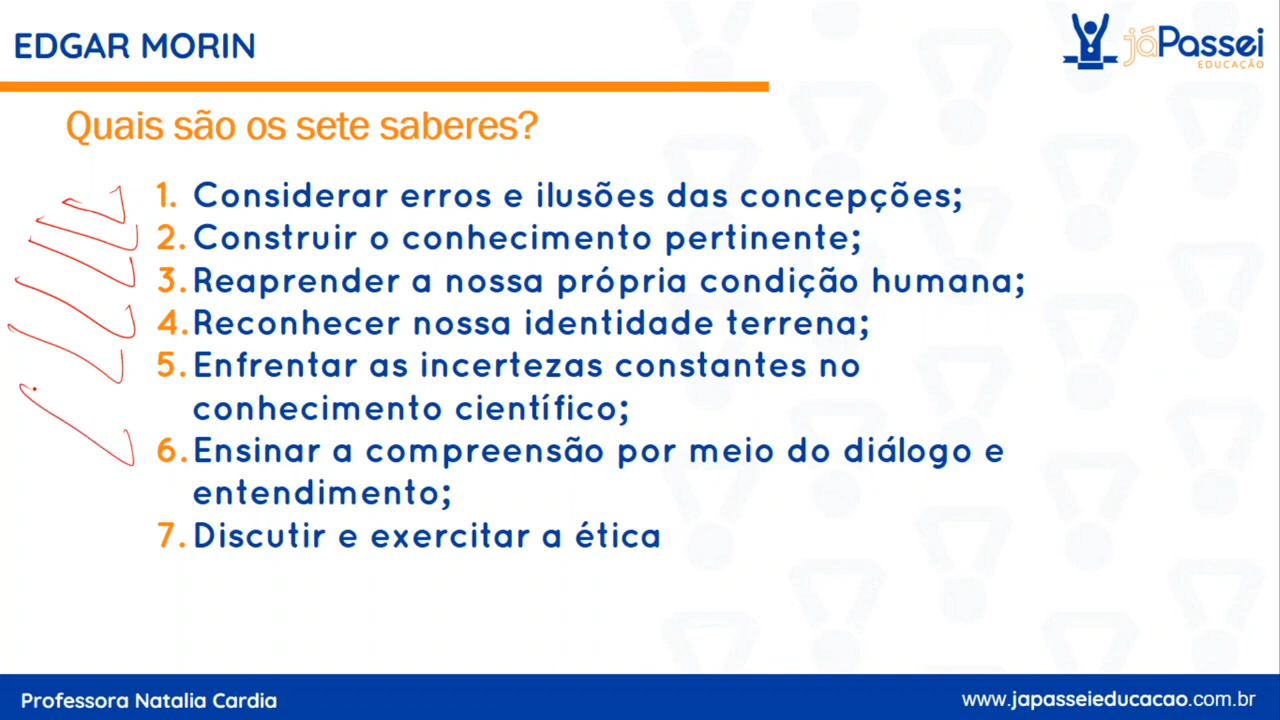 EDGAR MORIN
jáPassei
EDUCAÇÃO
Quais são os sete saberes?
1. Considerar erros e ilusões das concepções;
2. Construir o conhecimento pertinente;
3. Reaprender a nossa própria condição humana;
4. Reconhecer nossa identidade terrena;
5. Enfrentar as incertezas constantes no
conhecimento científico;
6. Ensinar a compreensão por meio do diálogo e
entendimento;
7. Discutir e exercitar a ética
Professora Natalia Cardia
www.japasseieducacao.com.br